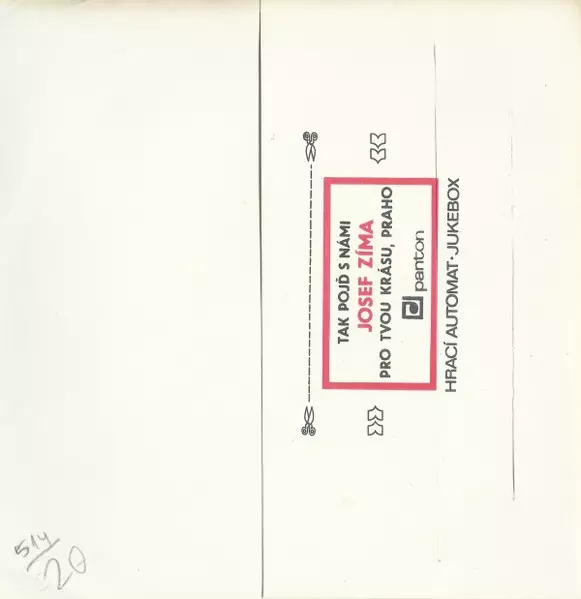 TAK POJĎ S NÁMI
JOSEF ZÍMA
PRO TVOU KRÁSU, PRAHO
panton
HRACÍ AUTOMAT·JUKEBOX
514/20